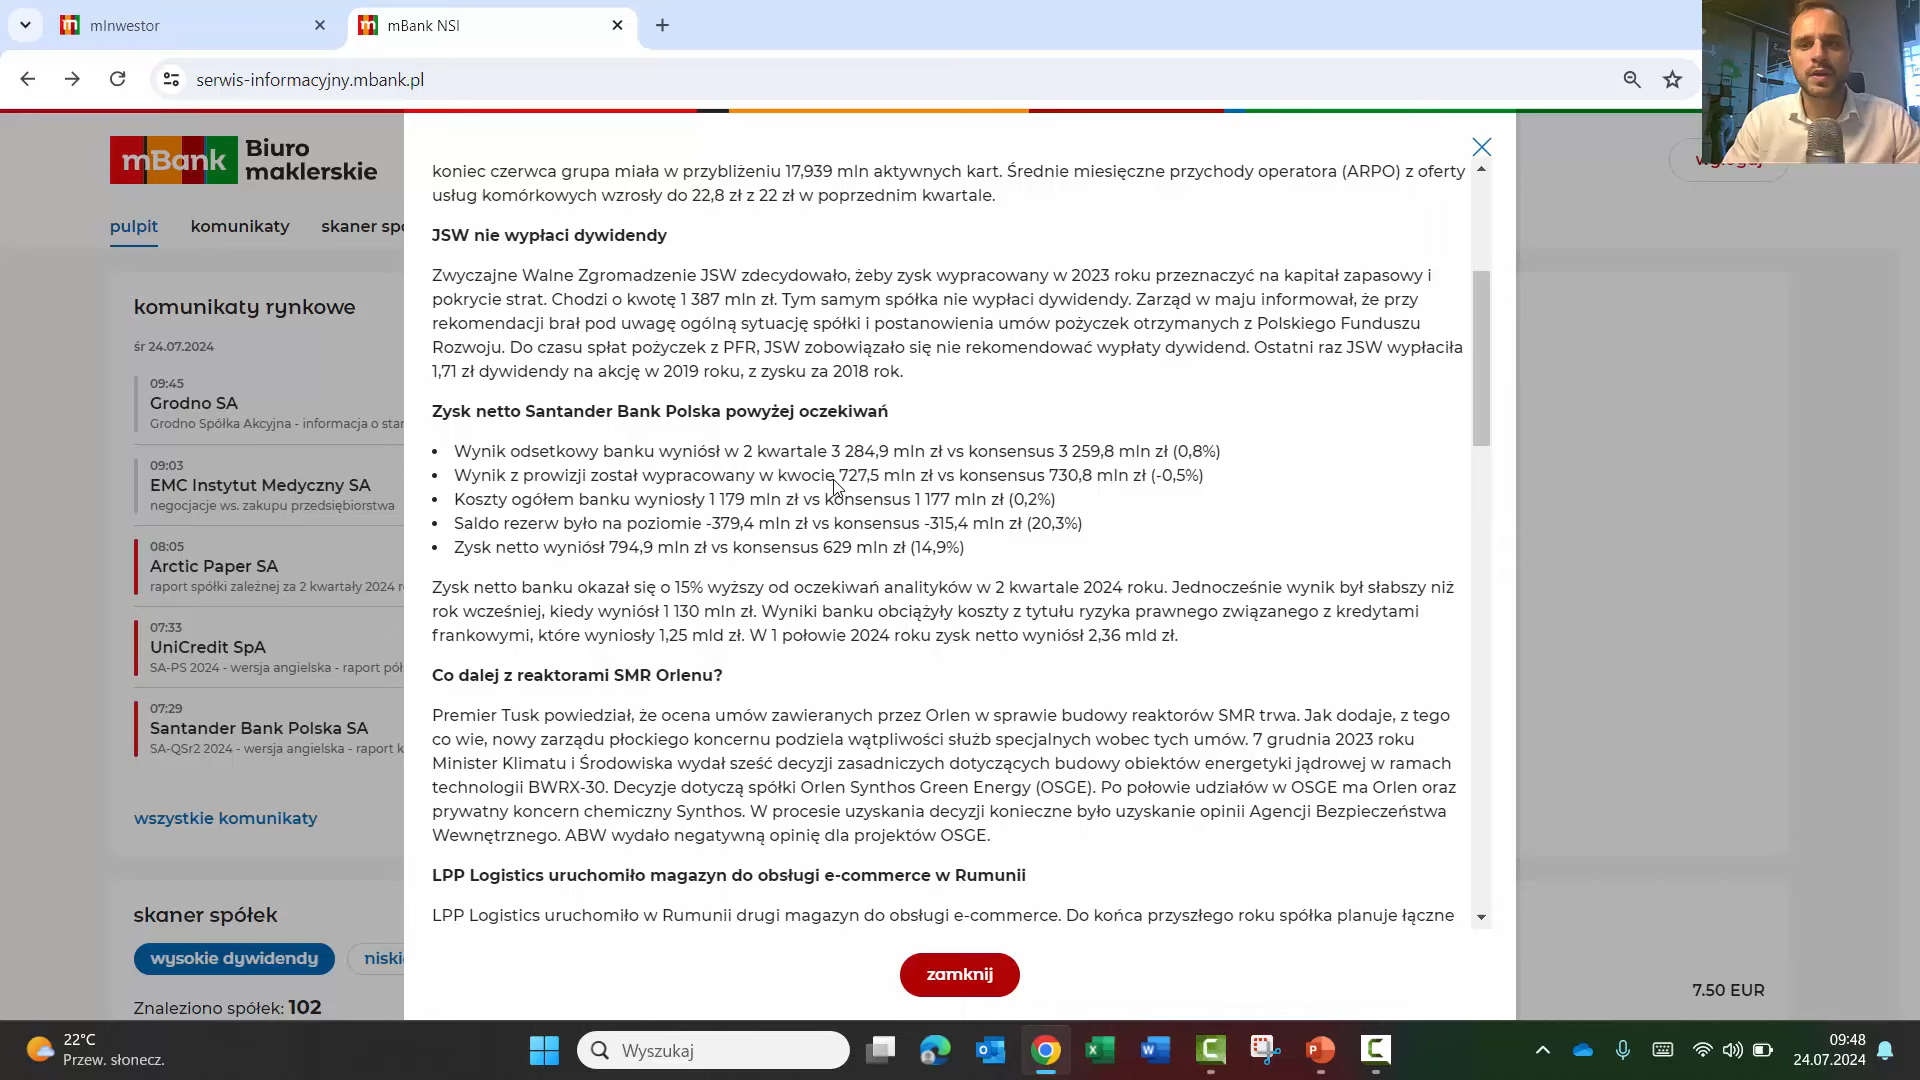 mInwestor
mBank NSI
serwis-informacyjny.mbank.pl
mBank Biuro maklerskie
pulpit komunikaty skaner spo
komunikaty rynkowe
śr 24.07.2024
09:45
Grodno SA
Grodno Spółka Akcyjna - informacja o star
09:03
EMC Instytut Medyczny SA
negocjacje ws. zakupu przedsiębiorstwa
08:05
Arctic Paper SA
raport spółki zależnej za 2 kwartały 2024 r
07:33
UniCredit SpA
SA-PS 2024 - wersja angielska - raport pół
07:29
Santander Bank Polska SA
SA-QSr2 2024 - wersja angielska - raport k
wszystkie komunikaty
skaner spółek
wysokie dywidendy
niski
Znaleziono spółek: 102
koniec czerwca grupa miała w przybliżeniu 17,939 mln aktywnych kart. Średnie miesięczne przychody operatora (ARPO) z oferty
usług komórkowych wzrosły do 22,8 zł z 22 zł w poprzednim kwartale.
JSW nie wypłaci dywidendy
Zwyczajne Walne Zgromadzenie JSW zdecydowało, żeby zysk wypracowany w 2023 roku przeznaczyć na kapitał zapasowy i
pokrycie strat. Chodzi o kwotę 1 387 mln zł. Tym samym spółka nie wypłaci dywidendy. Zarząd w maju informował, że przy
rekomendacji brał pod uwagę ogólną sytuację spółki i postanowienia umów pożyczek otrzymanych z Polskiego Funduszu
Rozwoju. Do czasu spłat pożyczek z PFR, JSW zobowiązało się nie rekomendować wypłaty dywidend. Ostatni raz JSW wypłaciła
1,71 zł dywidendy na akcję w 2019 roku, z zysku za 2018 rok.
Zysk netto Santander Bank Polska powyżej oczekiwań
• Wynik odsetkowy banku wyniósł w 2 kwartale 3 284,9 mln zł vs konsensus 3 259,8 mln zł (0,8%)
• Wynik z prowizji został wypracowany w kwocie 727,5 mln zł vs konsensus 730,8 mln zł (-0,5%)
• Koszty ogółem banku wyniosły 1 179 mln zł vs konsensus 1 177 mln zł (0,2%)
• Saldo rezerw było na poziomie -379,4 mln zł vs konsensus -315,4 mln zł (20,3%)
• Zysk netto wyniósł 794,9 mln zł vs konsensus 629 mln zł (14,9%)
Zysk netto banku okazał się o 15% wyższy od oczekiwań analityków w 2 kwartale 2024 roku. Jednocześnie wynik był słabszy niż
rok wcześniej, kiedy wyniósł 1 130 mln zł. Wyniki banku obciążyły koszty z tytułu ryzyka prawnego związanego z kredytami
frankowymi, które wyniosły 1,25 mld zł. W 1 połowie 2024 roku zysk netto wyniósł 2,36 mld zł.
Co dalej z reaktorami SMR Orlenu?
Premier Tusk powiedział, że ocena umów zawieranych przez Orlen w sprawie budowy reaktorów SMR trwa. Jak dodaje, z tego
co wie, nowy zarządu płockiego koncernu podziela wątpliwości służb specjalnych wobec tych umów. 7 grudnia 2023 roku
Minister Klimatu i Środowiska wydał sześć decyzji zasadniczych dotyczących budowy obiektów energetyki jądrowej w ramach
technologii BWRX-30. Decyzje dotyczą spółki Orlen Synthos Green Energy (OSGE). Po połowie udziałów w OSGE ma Orlen oraz
prywatny koncern chemiczny Synthos. W procesie uzyskania decyzji konieczne było uzyskanie opinii Agencji Bezpieczeństwa
Wewnętrznego. ABW wydało negatywną opinię dla projektów OSGE.
LPP Logistics uruchomiło magazyn do obsługi e-commerce w Rumunii
LPP Logistics uruchomiło w Rumunii drugi magazyn do obsługi e-commerce. Do końca przyszłego roku spółka planuje łączne
zamknij
7.50 EUR
22°C
Przew. słonecz.
Wyszukaj
09:48
24.07.2024